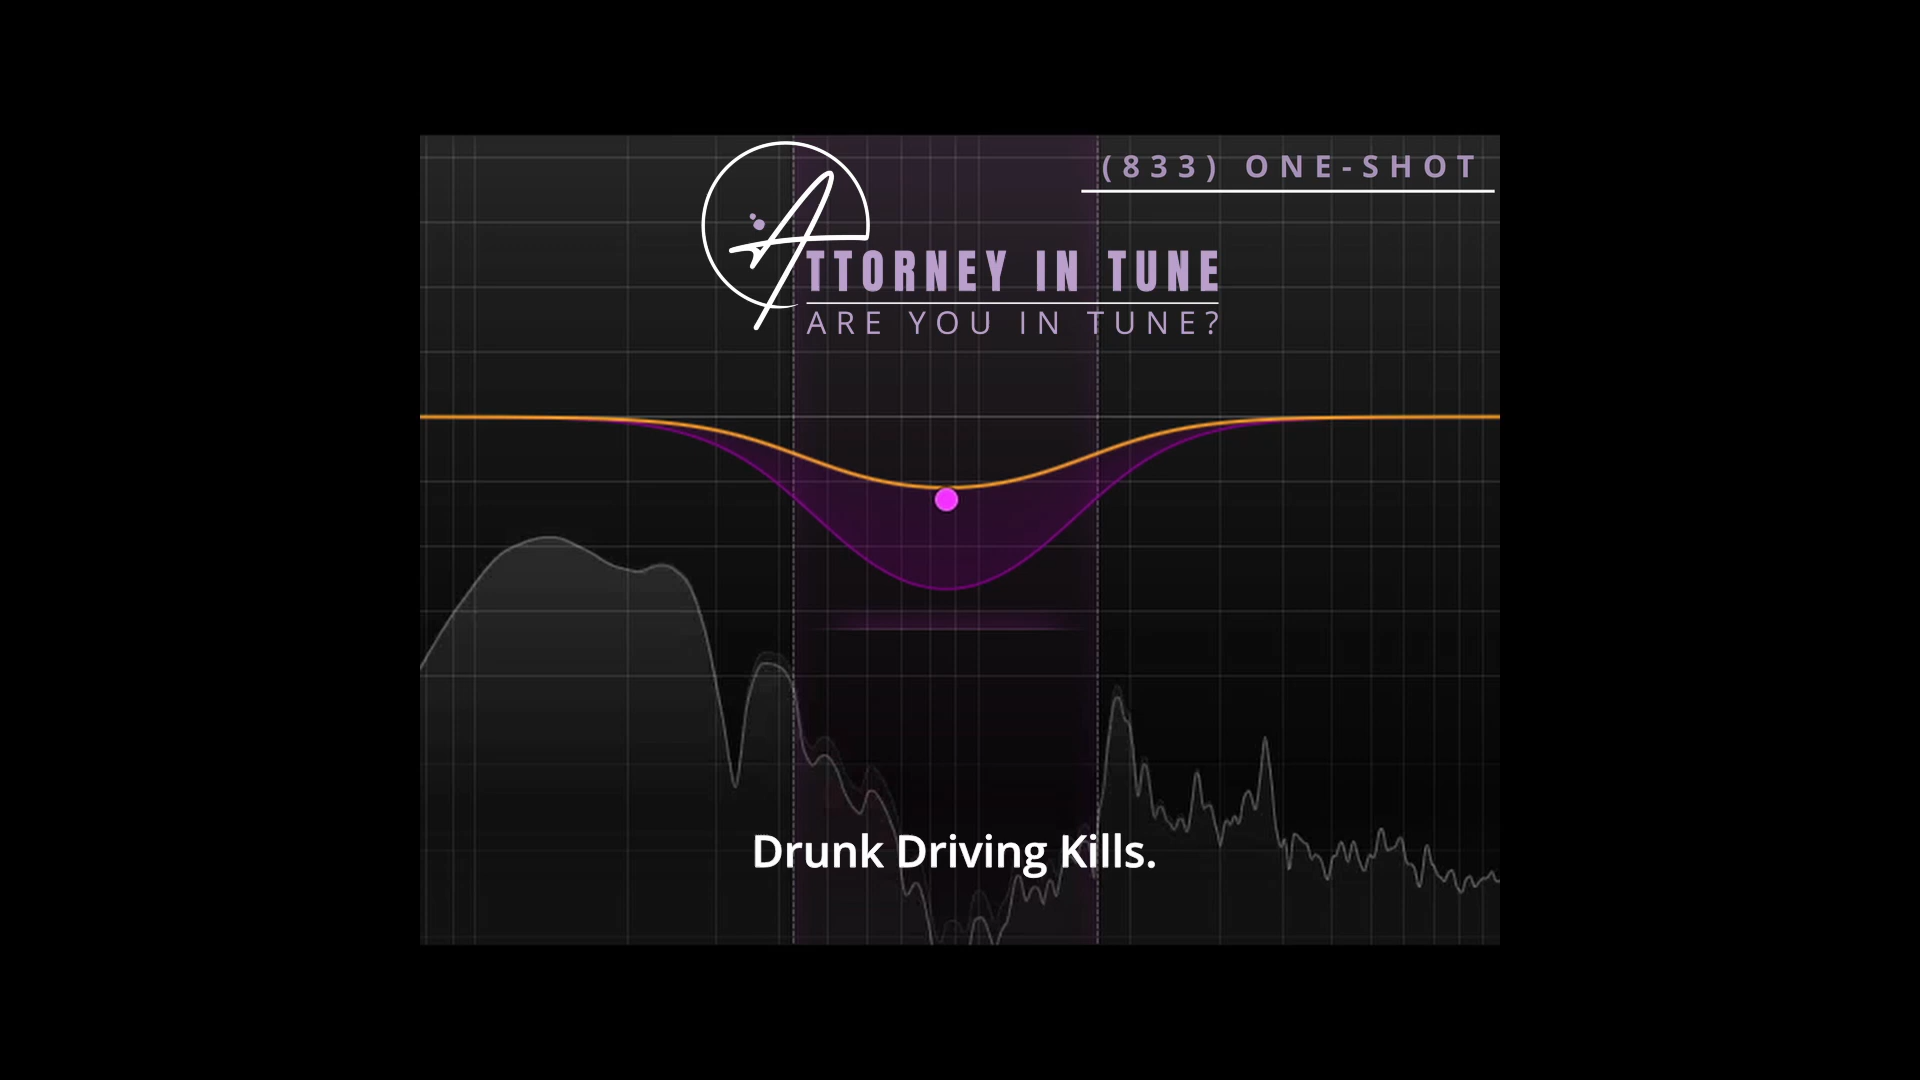 (833) ONE-SHOT
ATTORNEY IN TUNE
ARE YOU IN TUNE?
Drunk Driving Kills.